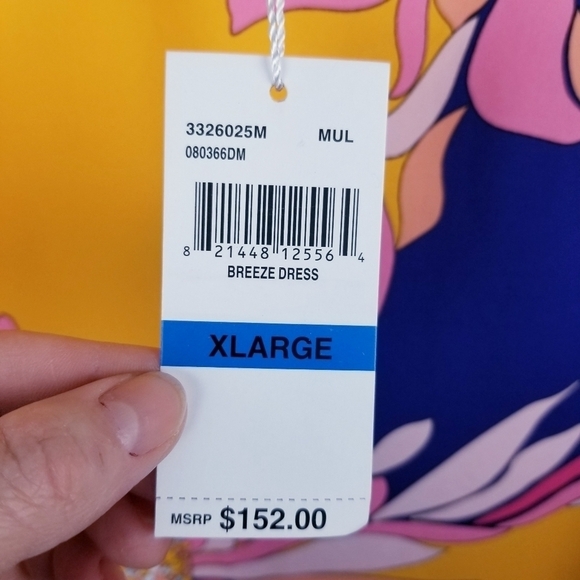 3326025M MUL
080366DM
8 21448 12556 4
BREEZE DRESS
XLARGE
MSRP $152.00